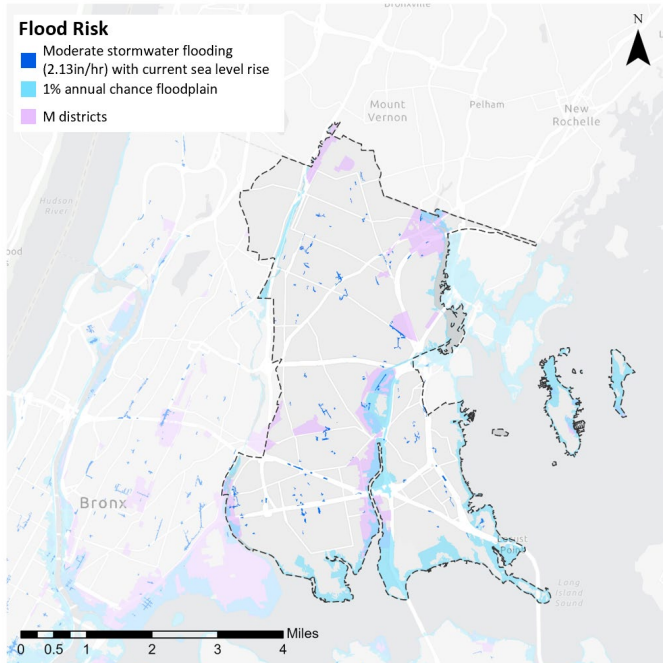 Bronxville
Flood Risk
Moderate stormwater flooding
(2.13in/hr) with current sea level rise
1% annual chance floodplain
M districts
N
Mount
Vernon
Pelham
New
Rochelle
Hudson
River
ood
Bronx
Locust
Point
Long
Island
Sound
Miles
0 0.5 1 2 3 4